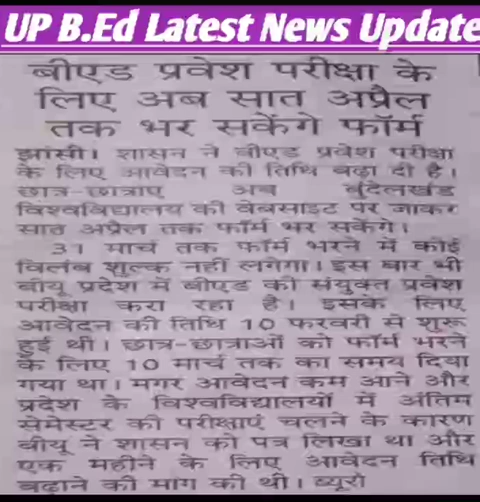 UP B.Ed Latest News Update
बीएड प्रवेश परीक्षा के
लिए अब सात अप्रैल
तक भर सकेंगे फॉर्म
झांसी। शासन ने बीएड प्रवेश परीक्षा
के लिए आवेदन की तिथि बढ़ा दी है।
छात्र-छात्राएं अब बुंदेलखंड
विश्वविद्यालय की वेबसाइट पर जाकर
सात अप्रैल तक फॉर्म भर सकेंगे।
31 मार्च तक फॉर्म भरने में कोई
विलंब शुल्क नहीं लगेगा। इस बार भी
बीयू प्रदेश में बीएड की संयुक्त प्रवेश
परीक्षा करा रहा है। इसके लिए
आवेदन की तिथि 10 फरवरी से शुरू
हुई थी। छात्र-छात्राओं को फॉर्म भरने
के लिए 10 मार्च तक का समय दिया
गया था। मगर आवेदन कम आने और
प्रदेश के विश्वविद्यालयों में अंतिम
सेमेस्टर की परीक्षाएं चलने के कारण
बीयू ने शासन को पत्र लिखा था और
एक महीने के लिए आवेदन तिथि
बढ़ाने की मांग की थी। ब्यूरो